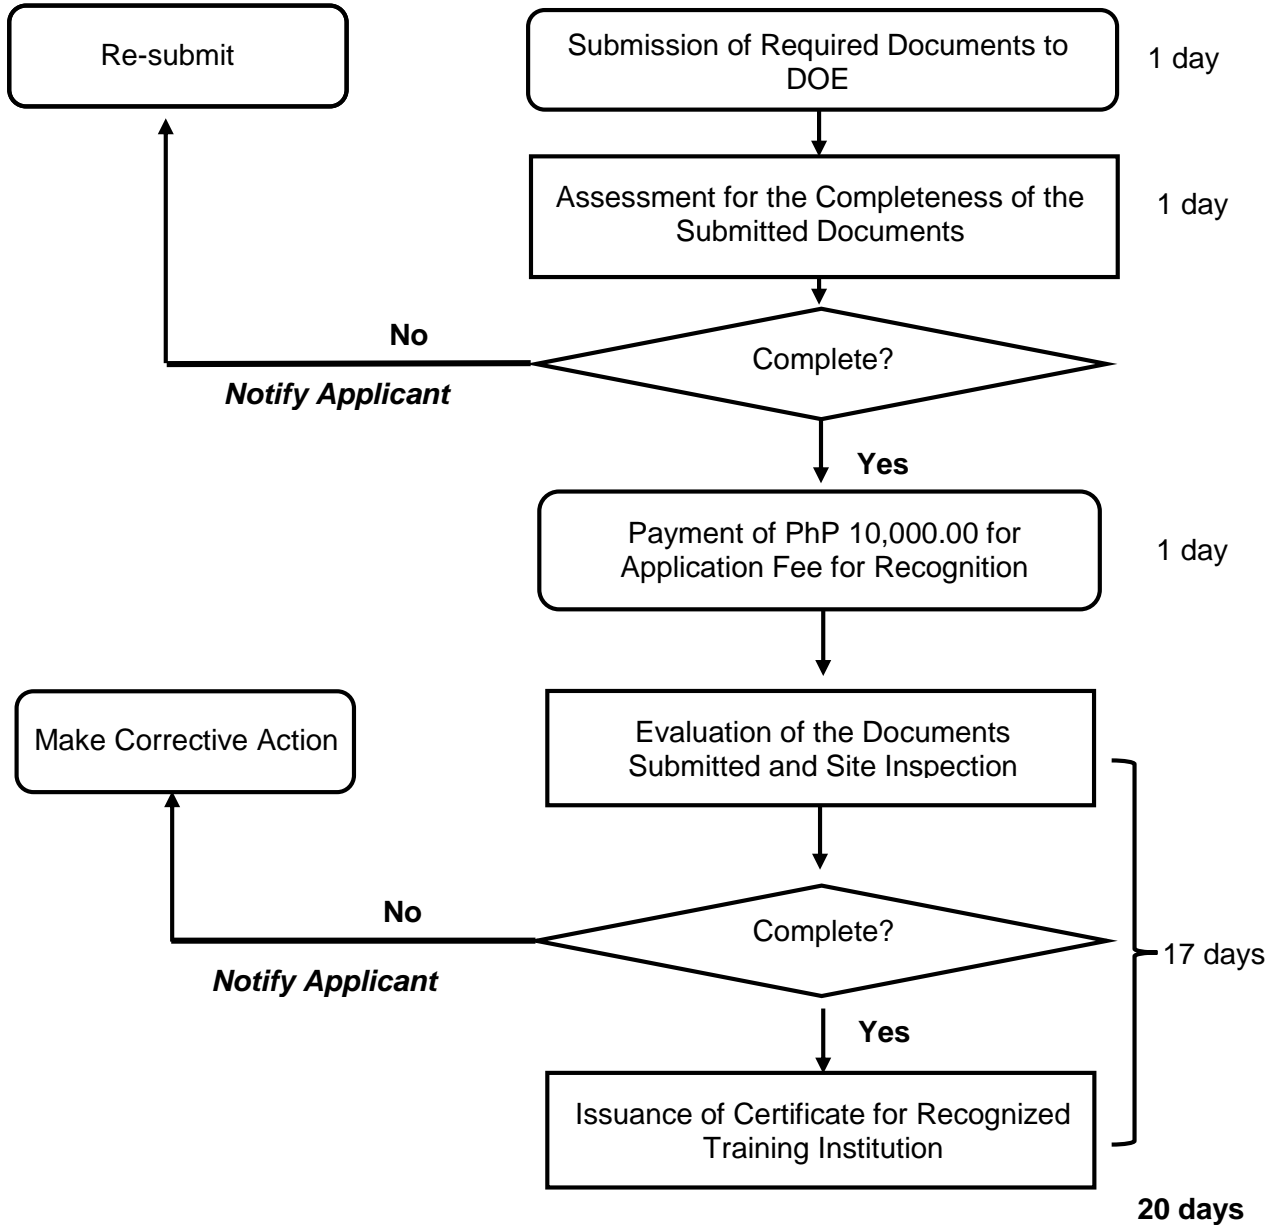 Re-submit
Submission of Required Documents to
DOE
1 day
Assessment for the Completeness of the
Submitted Documents
1 day
No
Complete?
Notify Applicant
Yes
Payment of PhP 10,000.00 for
Application Fee for Recognition
1 day
Make Corrective Action
Evaluation of the Documents
Submitted and Site Inspection
No
Complete?
17 days
Notify Applicant
Yes
Issuance of Certificate for Recognized
Training Institution
20 days